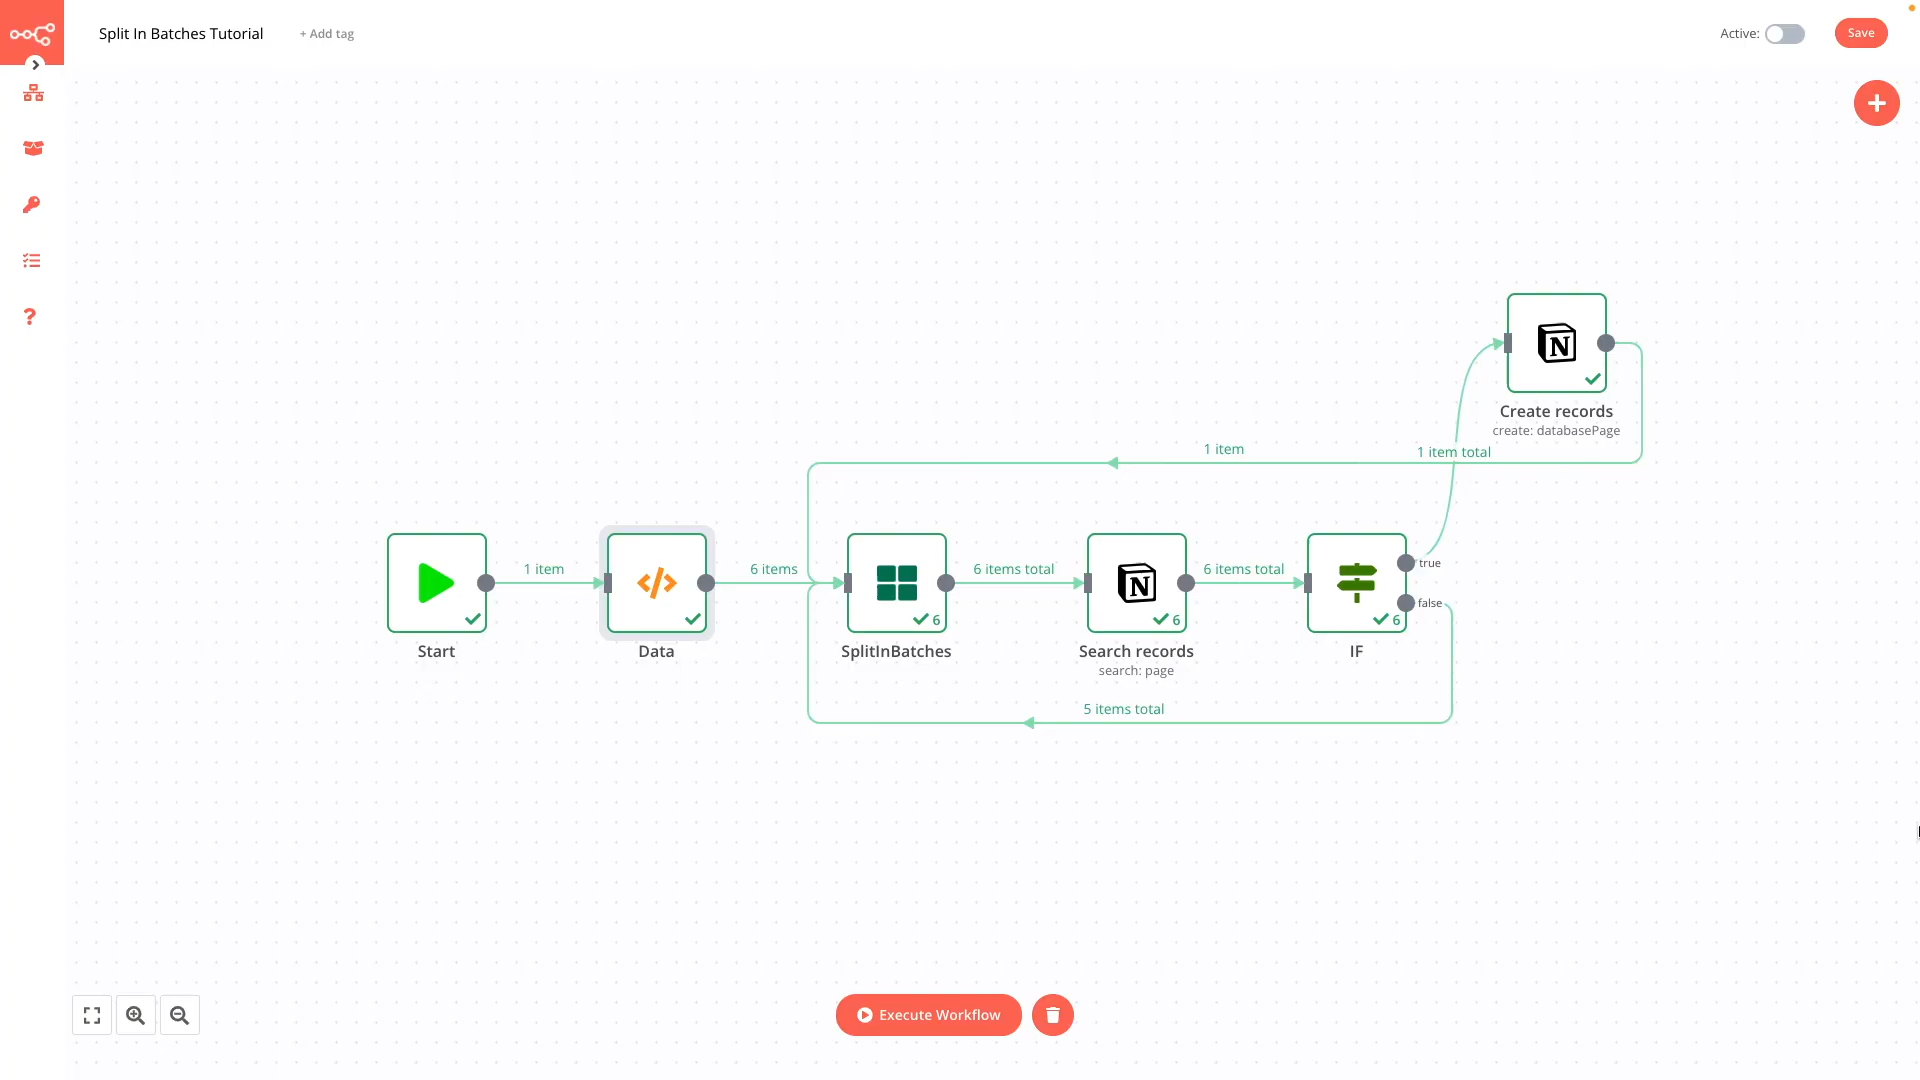 Split In Batches Tutorial
+ Add tag
Active:
Save
Create records
create: databasePage
1 item
1 item total
1 item
6 items
6 items total
6 items total
true
false
6
6
6
Start
Data
SplitInBatches
Search records
search: page
IF
5 items total
Execute Workflow